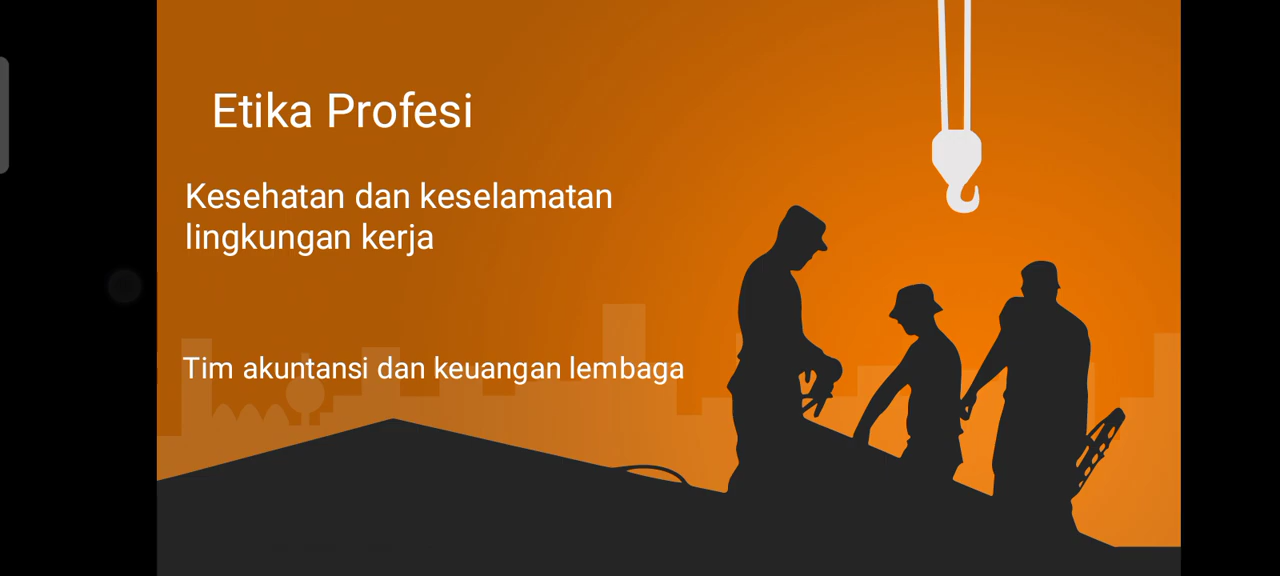 Etika Profesi
Kesehatan dan keselamatan
lingkungan kerja
Tim akuntansi dan keuangan lembaga